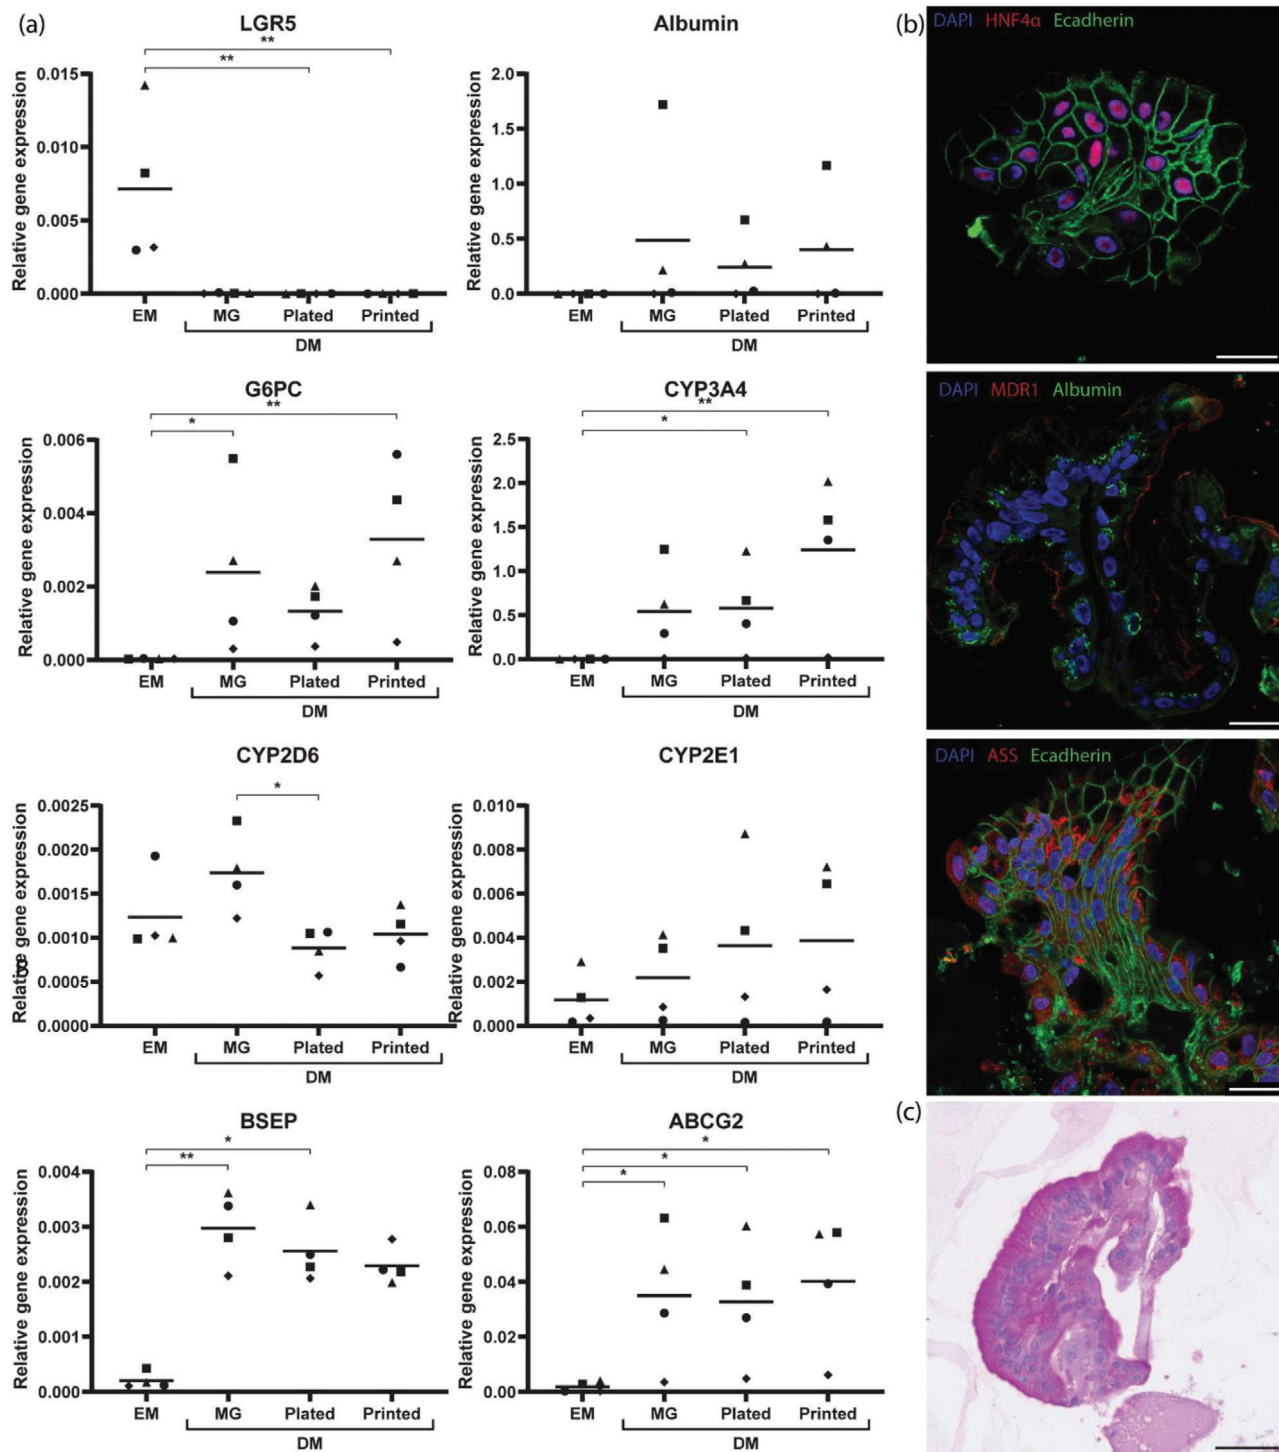 (a)
LGR5
**
**
Relative gene expression
0.015
0.010
0.005
0.000
EM MG Plated Printed
DM
Albumin
Relative gene expression
2.0
1.5
1.0
0.5
0.0
EM MG Plated Printed
DM
G6PC
**
*
Relative gene expression
0.006
0.004
0.002
0.000
EM MG Plated Printed
DM
CYP3A4
**
*
Relative gene expression
2.5
2.0
1.5
1.0
0.5
0.0
EM MG Plated Printed
DM
CYP2D6
*
Relative gene expression
0.0025
0.0020
0.0015
0.0010
0.0005
0.0000
EM MG Plated Printed
DM
CYP2E1
Relative gene expression
0.010
0.008
0.006
0.004
0.002
0.000
EM MG Plated Printed
DM
BSEP
*
**
Relative gene expression
0.004
0.003
0.002
0.001
0.000
EM MG Plated Printed
DM
ABCG2
*
*
*
Relative gene expression
0.08
0.06
0.04
0.02
0.00
EM MG Plated Printed
DM
(b)
DAPI HNF4α Ecadherin
DAPI MDR1 Albumin
DAPI ASS Ecadherin
(c)